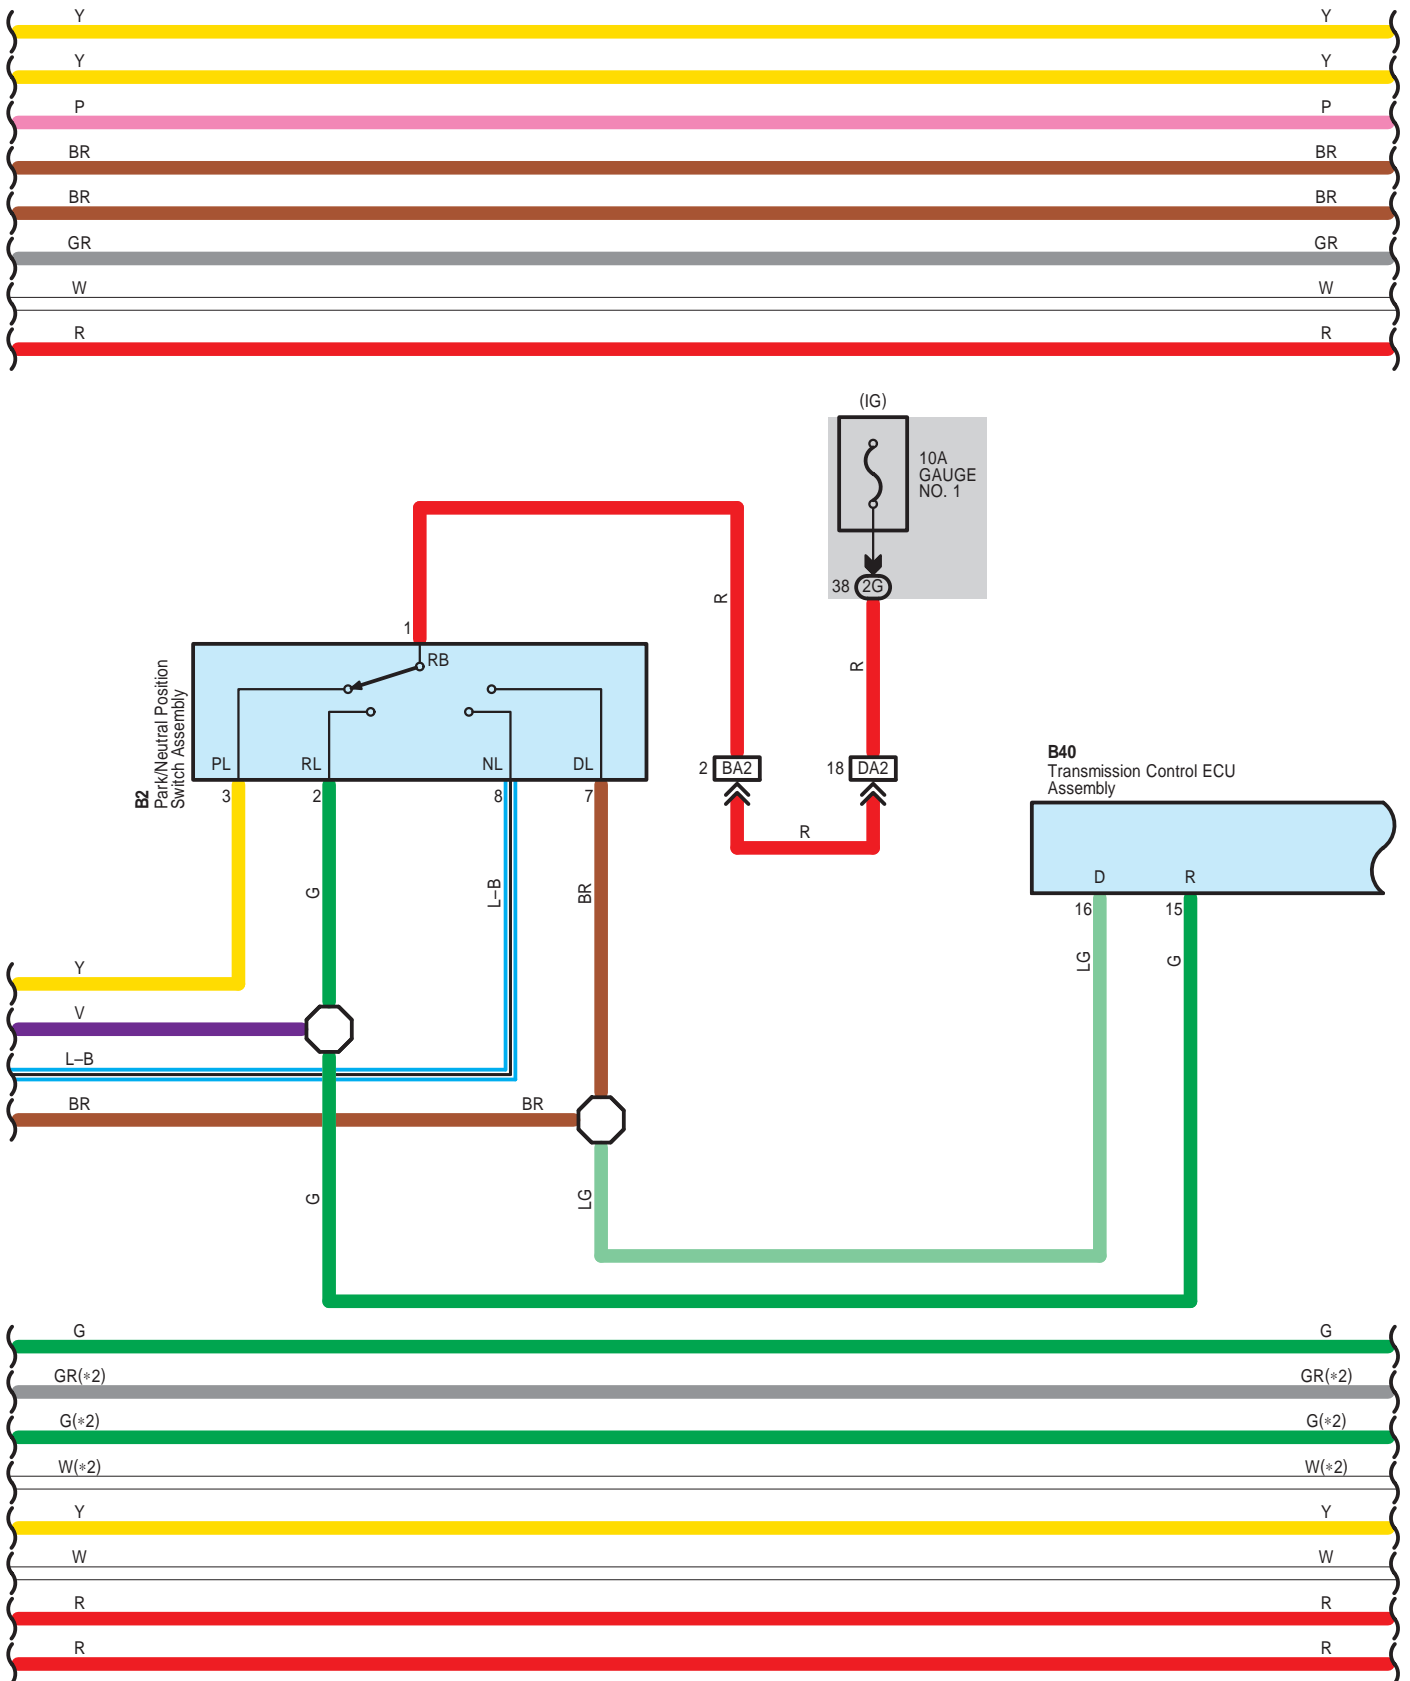 Y Y
Y Y
P P
BR BR
BR BR
GR GR
W W
R R
(IG)
10A
GAUGE
NO. 1
38 2G
R
R
1
RB
PL RL NL DL
B2
Park/Neutral Position
Switch Assembly
3 2 8 7
2 BA2
18 DA2
R
B40
Transmission Control ECU
Assembly
D R
16 15
G
L–B
BR
LG
G
Y
V
L–B
BR BR
G
LG
G G
GR(*2) GR(*2)
G(*2) G(*2)
W(*2) W(*2)
Y Y
W W
R R
R R